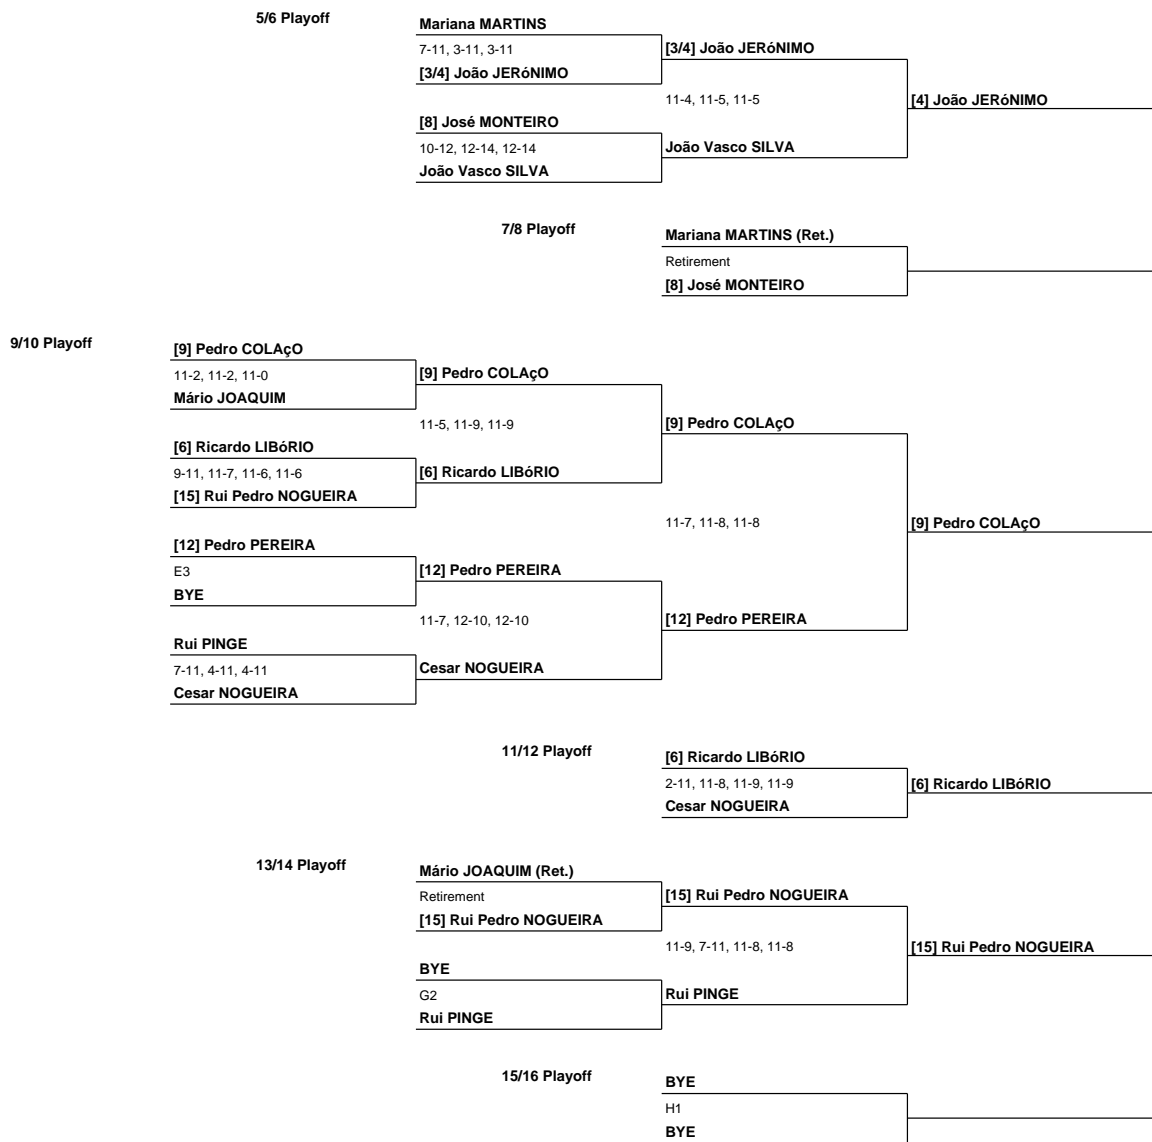 5/6 Playoff
Mariana MARTINS
7-11, 3-11, 3-11
[3/4] João JERóNIMO
[3/4] João JERóNIMO
11-4, 11-5, 11-5
[4] João JERóNIMO
[8] José MONTEIRO
10-12, 12-14, 12-14
João Vasco SILVA
João Vasco SILVA
7/8 Playoff
Mariana MARTINS (Ret.)
Retirement
[8] José MONTEIRO
9/10 Playoff
[9] Pedro COLAçO
11-2, 11-2, 11-0
[9] Pedro COLAçO
Mário JOAQUIM
11-5, 11-9, 11-9
[9] Pedro COLAçO
[6] Ricardo LIBóRIO
9-11, 11-7, 11-6, 11-6
[6] Ricardo LIBóRIO
[15] Rui Pedro NOGUEIRA
11-7, 11-8, 11-8
[9] Pedro COLAçO
[12] Pedro PEREIRA
E3
[12] Pedro PEREIRA
BYE
11-7, 12-10, 12-10
[12] Pedro PEREIRA
Rui PINGE
7-11, 4-11, 4-11
Cesar NOGUEIRA
Cesar NOGUEIRA
11/12 Playoff
[6] Ricardo LIBóRIO
2-11, 11-8, 11-9, 11-9
[6] Ricardo LIBóRIO
Cesar NOGUEIRA
13/14 Playoff
Mário JOAQUIM (Ret.)
Retirement
[15] Rui Pedro NOGUEIRA
[15] Rui Pedro NOGUEIRA
11-9, 7-11, 11-8, 11-8
[15] Rui Pedro NOGUEIRA
BYE
G2
Rui PINGE
Rui PINGE
15/16 Playoff
BYE
H1
BYE